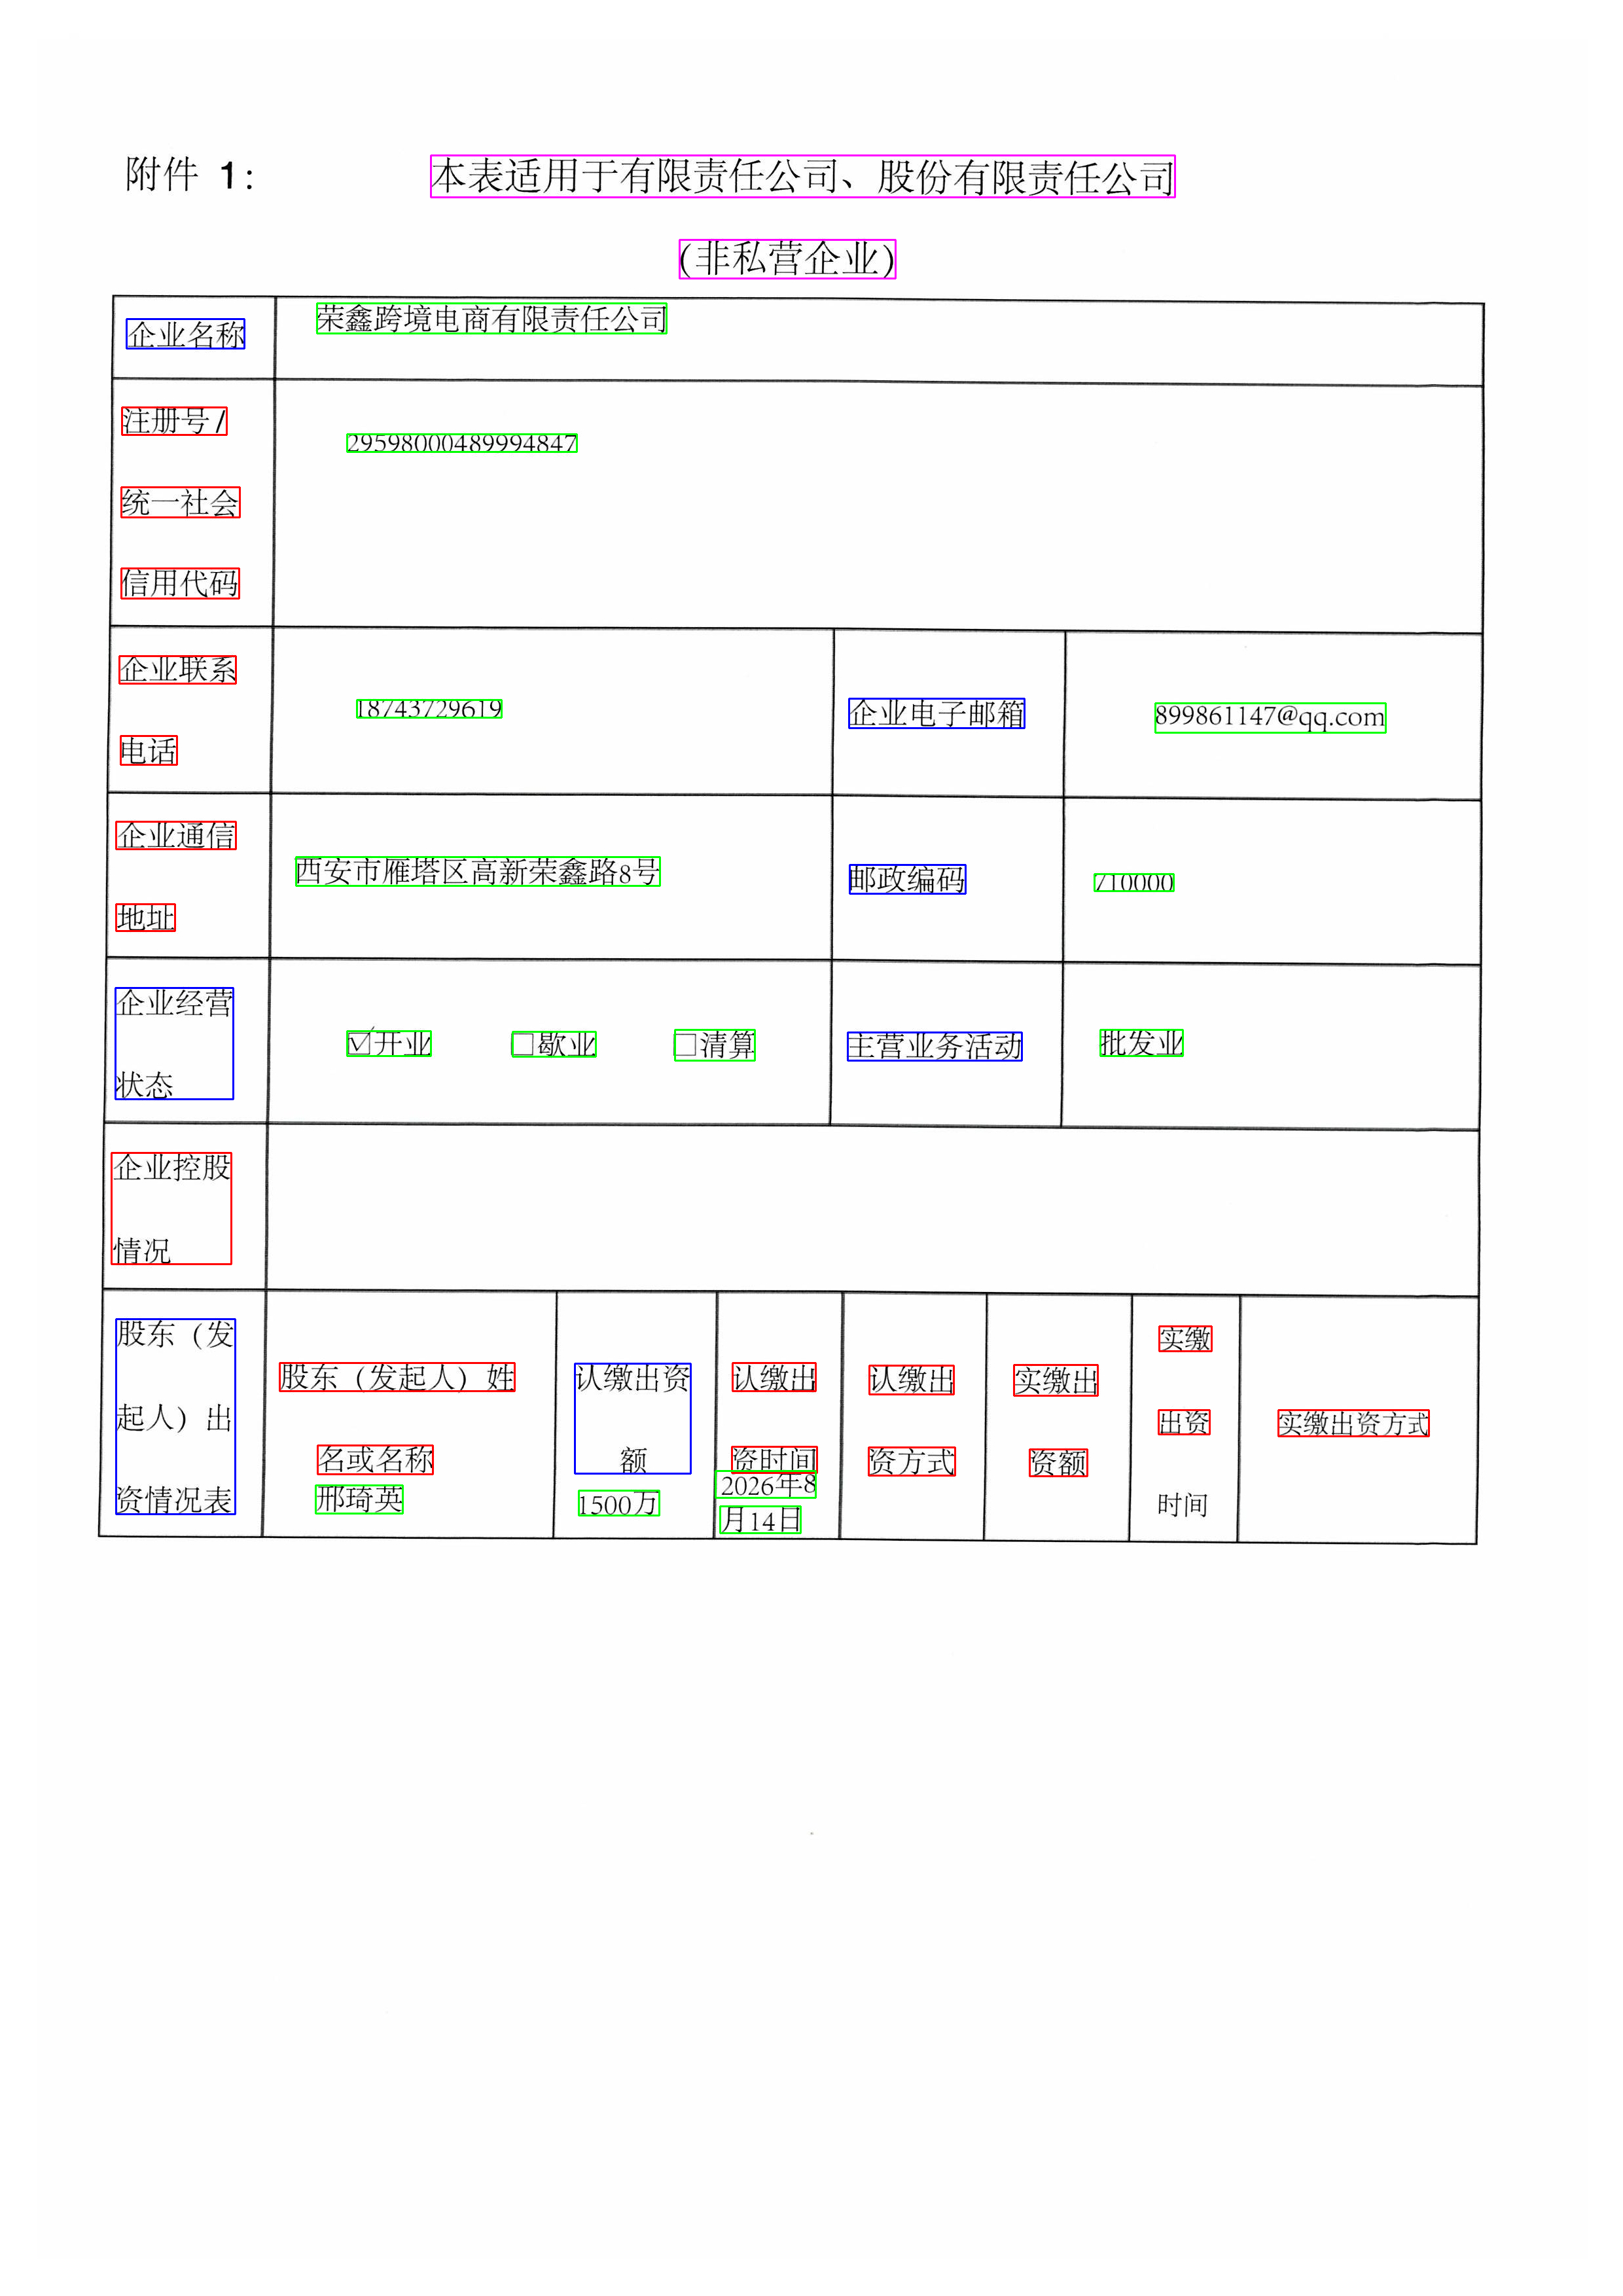 附件 1:
本表适用于有限责任公司、股份有限责任公司
(非私营企业)
企业名称
荣鑫跨境电商有限责任公司
注册号/
统一社会
信用代码
29598000489994847
企业联系
电话
18743729619
企业电子邮箱
899861147@qq.com
企业通信
地址
西安市雁塔区高新荣鑫路8号
邮政编码
710000
企业经营
状态
☑开业 □歇业 □清算
主营业务活动
批发业
企业控股
情况
股东（发
起人）出
资情况表
股东（发起人）姓
名或名称
邢琦英
认缴出资
额
1500万
认缴出
资时间
2026年8
月14日
认缴出
资方式
实缴出
资额
实缴
出资
时间
实缴出资方式